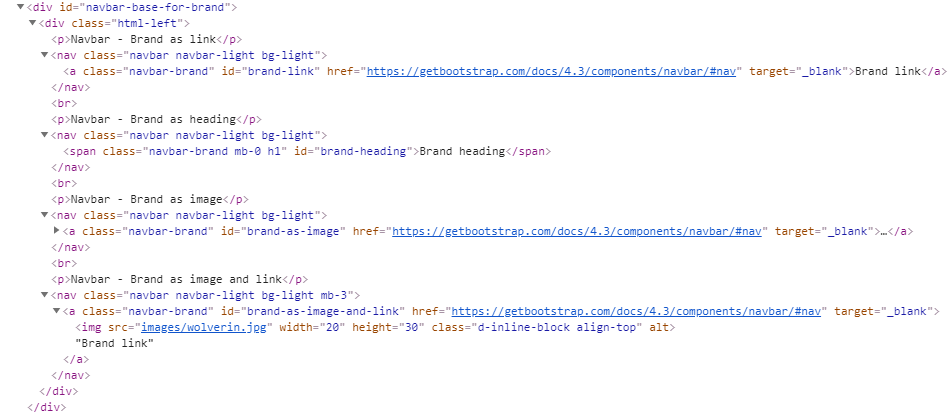 <div id="navbar-base-for-brand">
<div class="html-left">
<p>Navbar - Brand as link</p>
<nav class="navbar navbar-light bg-light">
<a class="navbar-brand" id="brand-link" href="https://getbootstrap.com/docs/4.3/components/navbar/#nav" target="_blank">Brand link</a>
</nav>
<br>
<p>Navbar - Brand as heading</p>
<nav class="navbar navbar-light bg-light">
<span class="navbar-brand mb-0 h1" id="brand-heading">Brand heading</span>
</nav>
<br>
<p>Navbar - Brand as image</p>
<nav class="navbar navbar-light bg-light">
<a class="navbar-brand" id="brand-as-image" href="https://getbootstrap.com/docs/4.3/components/navbar/#nav" target="_blank">…</a>
</nav>
<br>
<p>Navbar - Brand as image and link</p>
<nav class="navbar navbar-light bg-light mb-3">
<a class="navbar-brand" id="brand-as-image-and-link" href="https://getbootstrap.com/docs/4.3/components/navbar/#nav" target="_blank">
<img src="images/wolverin.jpg" width="20" height="30" class="d-inline-block align-top" alt>
"Brand link"
</a>
</nav>
</div>
</div>